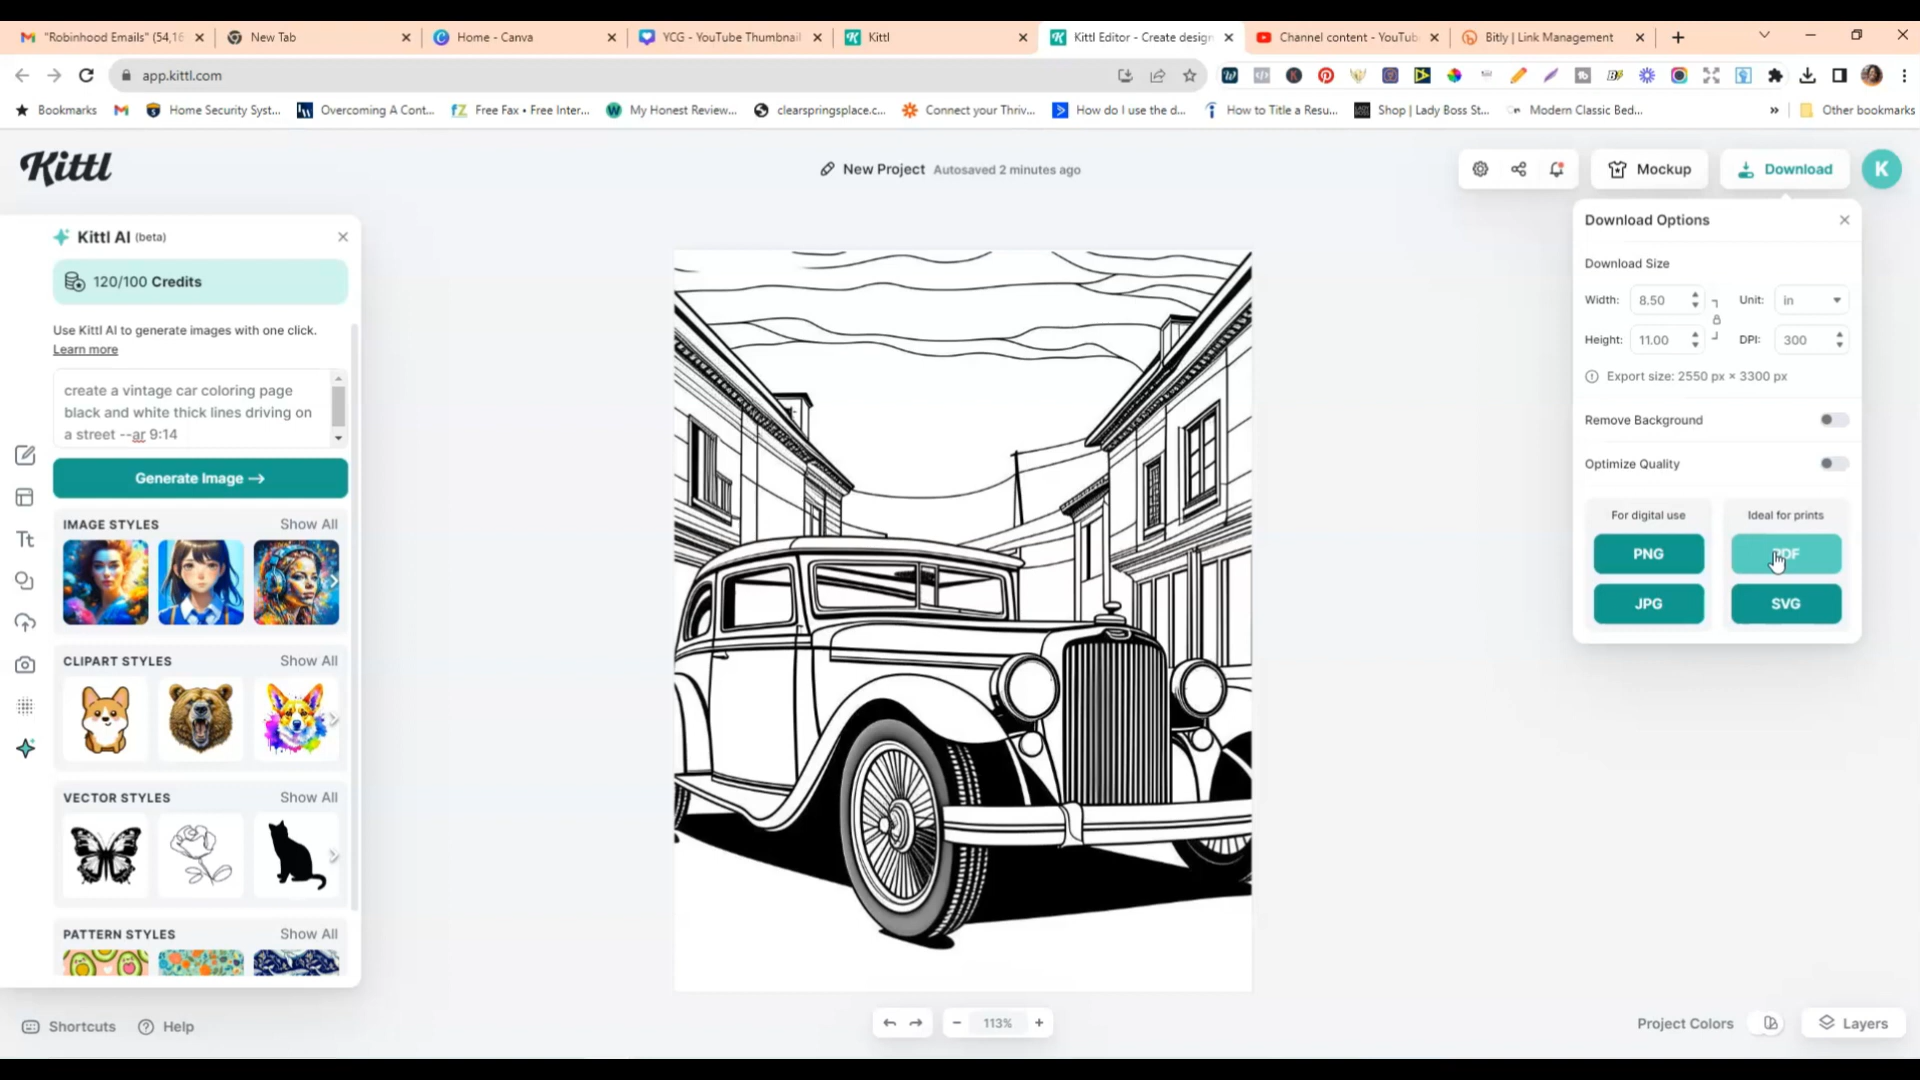 "Robinhood Emails" (54,16
New Tab
Home - Canva
YCG - YouTube Thumbnail
Kittl
Kittl Editor - Create design
Channel content - YouTub
Bitly | Link Management
app.kittl.com
Bookmarks
Home Security Syst...
Overcoming A Cont...
Free Fax • Free Inter...
My Honest Review...
clearspringsplace.c...
Connect your Thriv...
How do I use the d...
How to Title a Resu...
Shop | Lady Boss St...
Modern Classic Bed...
»
Other bookmarks
Kittl
New Project Autosaved 2 minutes ago
Mockup
Download
K
Kittl AI (beta)
120/100 Credits
Use Kittl AI to generate images with one click.
Learn more
create a vintage car coloring page
black and white thick lines driving on
a street --ar 9:14
Generate Image →
IMAGE STYLES Show All
CLIPART STYLES Show All
VECTOR STYLES Show All
PATTERN STYLES Show All
Tt
Download Options
Download Size
Width: 8.50 Unit: in
Height: 11.00 DPI: 300
Export size: 2550 px × 3300 px
Remove Background
Optimize Quality
For digital use
Ideal for prints
PNG
PDF
JPG
SVG
Shortcuts
Help
113%
Project Colors
Layers